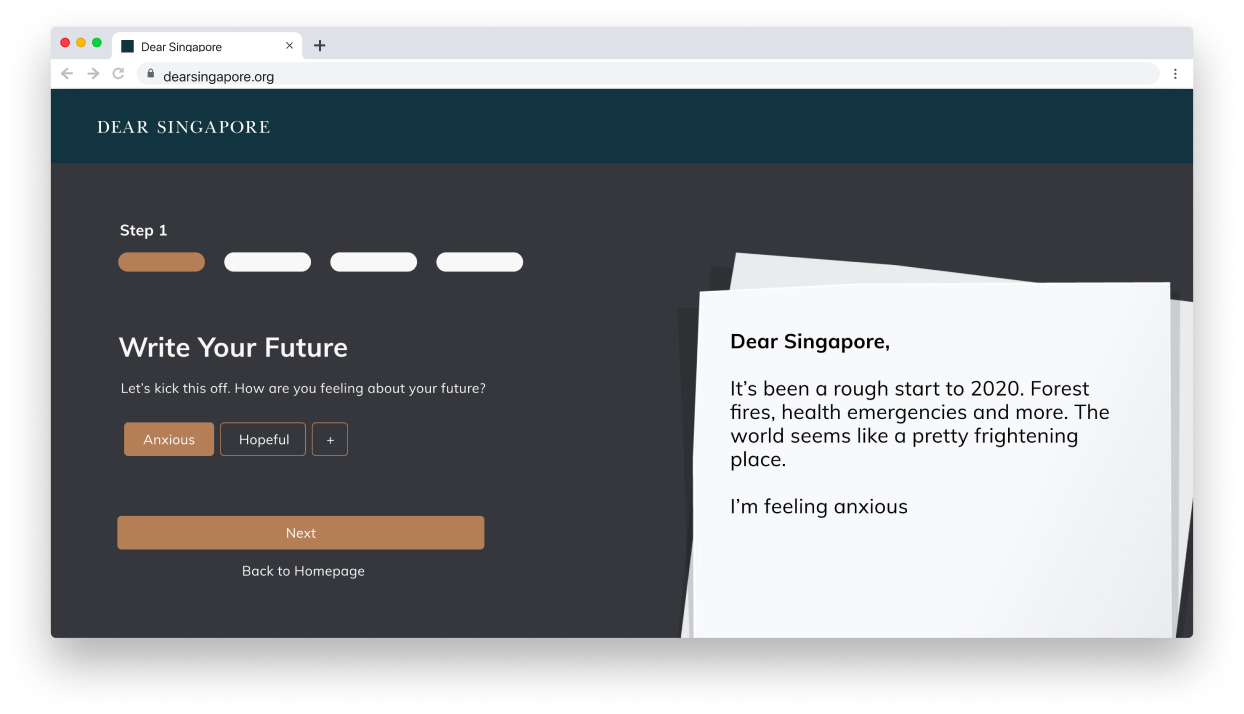 Dear Singapore
dearsingapore.org
DEAR SINGAPORE
Step 1
Write Your Future
Let’s kick this off. How are you feeling about your future?
Anxious
Hopeful
+
Next
Back to Homepage
Dear Singapore,
It’s been a rough start to 2020. Forest
fires, health emergencies and more. The
world seems like a pretty frightening
place.
I’m feeling anxious